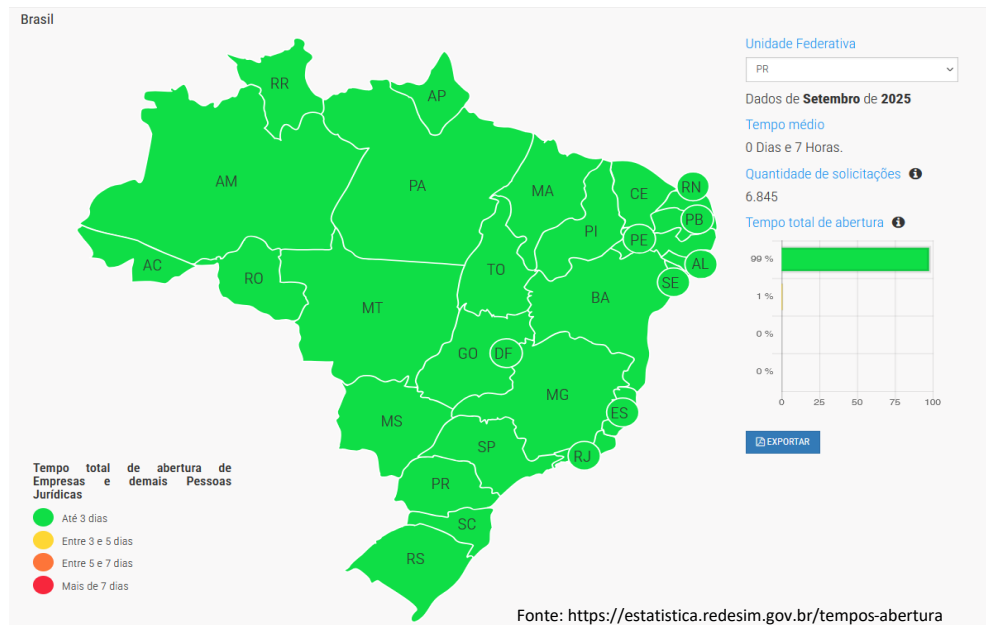 Brasil
Unidade Federativa
PR
Dados de Setembro de 2025
Tempo médio
0 Dias e 7 Horas.
Quantidade de solicitações
6.845
Tempo total de abertura
99 %
1 %
0 %
0 %
0 25 50 75 100
EXPORTAR
RR
AP
AM
PA
MA
CE
RN
PB
PI
PE
AC
RO
TO
AL
SE
BA
MT
GO
DF
MG
MS
ES
SP
RJ
PR
SC
RS
Tempo total de abertura de
Empresas e demais Pessoas
Jurídicas
Até 3 dias
Entre 3 e 5 dias
Entre 5 e 7 dias
Mais de 7 dias
Fonte: https://estatistica.redesim.gov.br/tempos-abertura